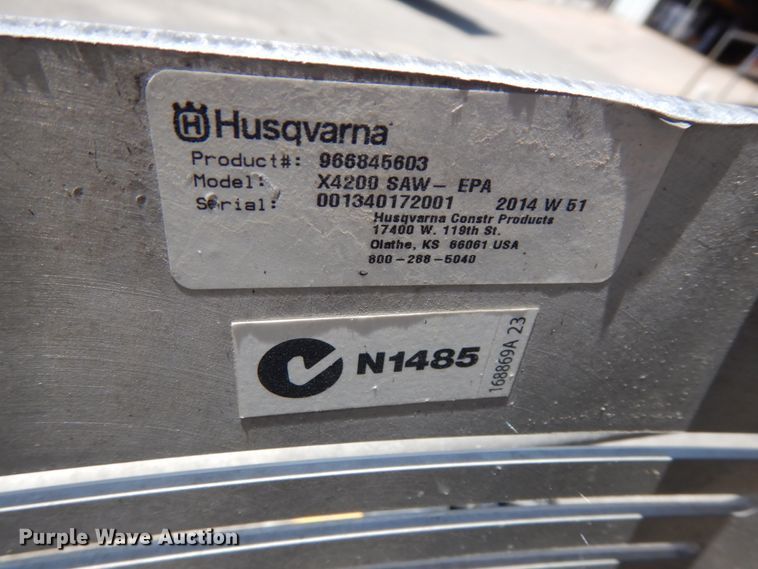 Husqvarna
Product#: 966845603
Model: X4200 SAW- EPA
Serial: 001340172001 2014 W 51
Husqvarna Constr Products
17400 W. 119th St.
Olathe, KS 66061 USA
800-288-5040
N1485
168869A 23
Purple Wave Auction